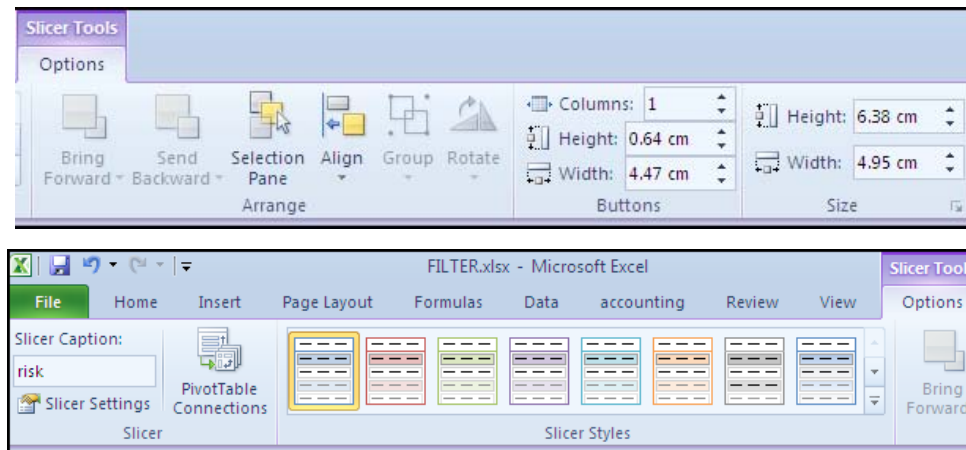 Slicer Tools
Options
Bring Forward
Send Backward
Selection Pane
Align
Group
Rotate
Arrange
Columns: 1
Height: 0.64 cm
Width: 4.47 cm
Buttons
Height: 6.38 cm
Width: 4.95 cm
Size
FILTER.xlsx - Microsoft Excel
Slicer Tool
File Home Insert Page Layout Formulas Data accounting Review View Options
Slicer Caption:
risk
Slicer Settings
PivotTable
Connections
Slicer
Slicer Styles
Bring
Forward